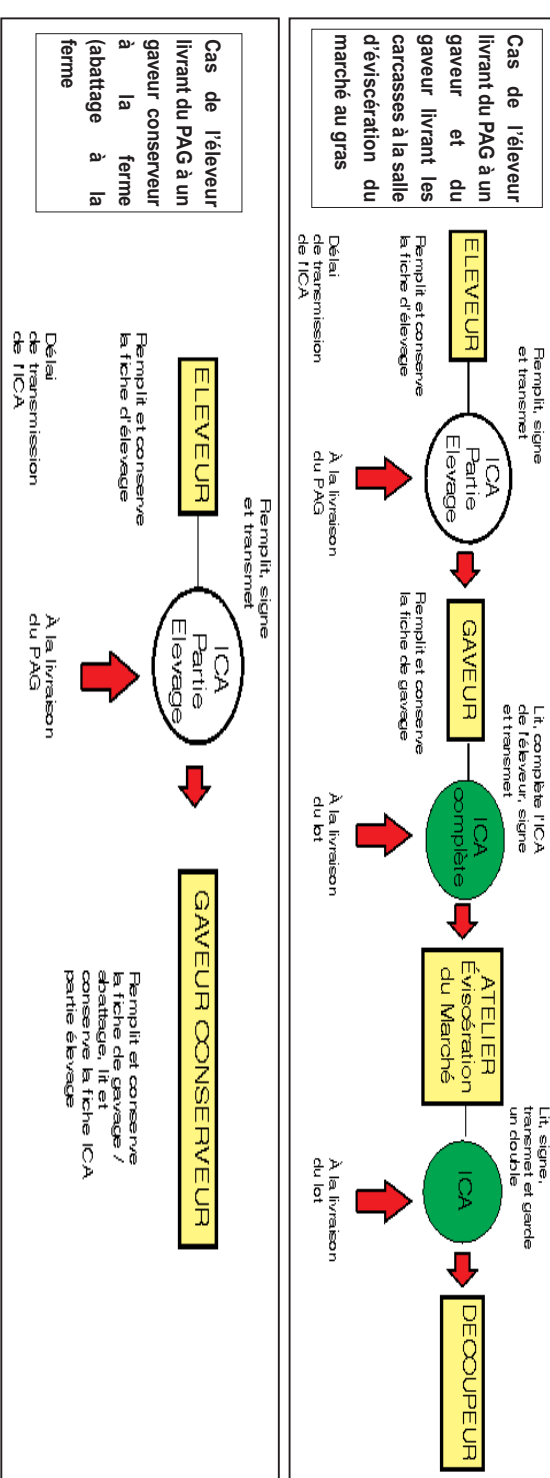 Cas de l'éleveur
livrant du PAG à un
gaveur et du
gaveur livrant les
carcasses à la salle
d'éviscération du
marché au gras
ELEVEUR
Remplit et conserve
la fiche d'élevage
Délai
de transmission
de l'ICA
Remplit, signe
et transmet
ICA
Partie
Elevage
À la livraison
du PAG
GAVEUR
Remplit et conserve
la fiche de gavage
Lit, complète l'ICA
de l'éleveur, signe
et transmet
ICA
complète
À la livraison
du lot
ATELIER
Éviscération
du Marché
Lit, signe,
transmet et garde
un double
ICA
À la livraison
du lot
DECOUPEUR
Cas de l'éleveur
livrant du PAG à un
gaveur conserveur
à la ferme
(abattage à la
ferme
ELEVEUR
Remplit et conserve
la fiche d'élevage
Délai
de transmission
de l'ICA
Remplit, signe
et transmet
ICA
Partie
Elevage
À la livraison
du PAG
GAVEUR CONSERVEUR
Remplit et conserve
la fiche de gavage /
abattage, lit et
conserve la fiche ICA
partie élevage